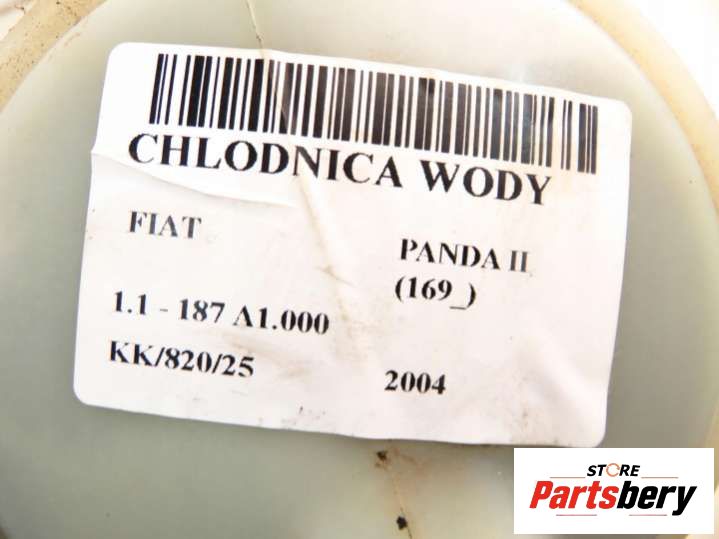 CHLODNICA WODY
FIAT
PANDA II
(169_)
1.1 - 187 A1.000
KK/820/25
2004
STORE
Partsbery